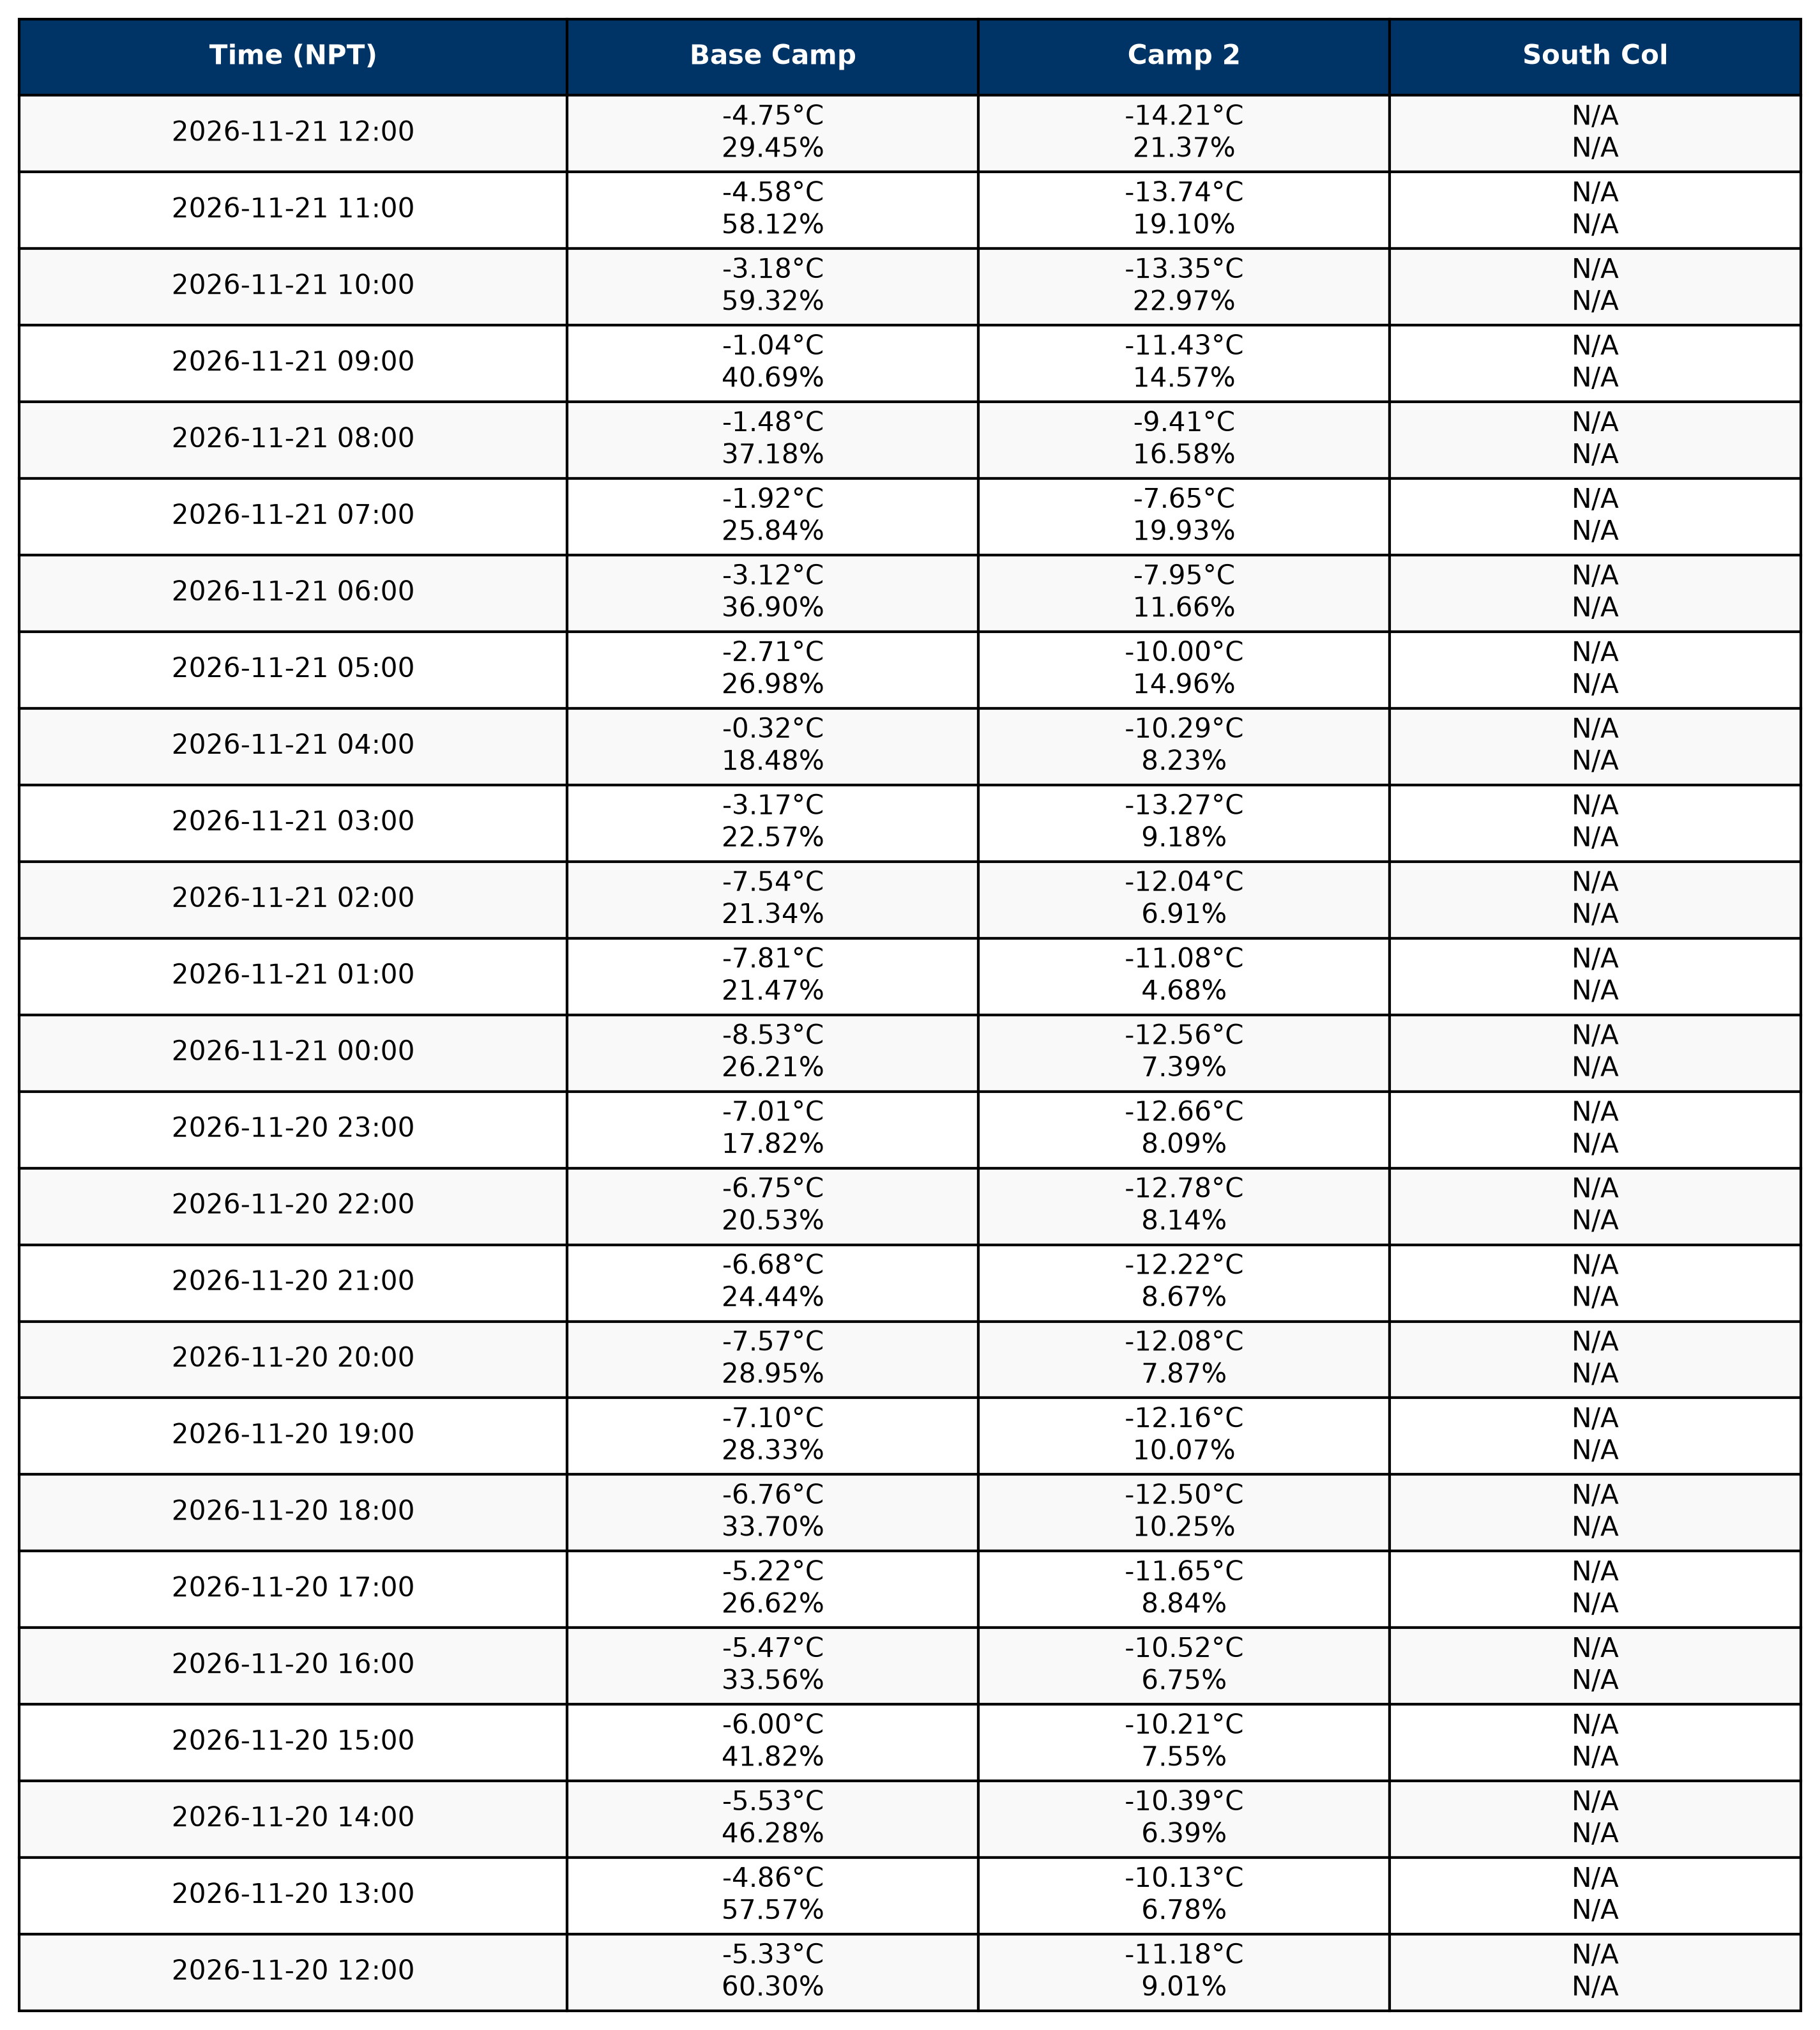 Time (NPT) Base Camp Camp 2 South Col
2026-11-21 12:00 -4.75°C -14.21°C N/A
29.45% 21.37% N/A
2026-11-21 11:00 -4.58°C -13.74°C N/A
58.12% 19.10% N/A
2026-11-21 10:00 -3.18°C -13.35°C N/A
59.32% 22.97% N/A
2026-11-21 09:00 -1.04°C -11.43°C N/A
40.69% 14.57% N/A
2026-11-21 08:00 -1.48°C -9.41°C N/A
37.18% 16.58% N/A
2026-11-21 07:00 -1.92°C -7.65°C N/A
25.84% 19.93% N/A
2026-11-21 06:00 -3.12°C -7.95°C N/A
36.90% 11.66% N/A
2026-11-21 05:00 -2.71°C -10.00°C N/A
26.98% 14.96% N/A
2026-11-21 04:00 -0.32°C -10.29°C N/A
18.48% 8.23% N/A
2026-11-21 03:00 -3.17°C -13.27°C N/A
22.57% 9.18% N/A
2026-11-21 02:00 -7.54°C -12.04°C N/A
21.34% 6.91% N/A
2026-11-21 01:00 -7.81°C -11.08°C N/A
21.47% 4.68% N/A
2026-11-21 00:00 -8.53°C -12.56°C N/A
26.21% 7.39% N/A
2026-11-20 23:00 -7.01°C -12.66°C N/A
17.82% 8.09% N/A
2026-11-20 22:00 -6.75°C -12.78°C N/A
20.53% 8.14% N/A
2026-11-20 21:00 -6.68°C -12.22°C N/A
24.44% 8.67% N/A
2026-11-20 20:00 -7.57°C -12.08°C N/A
28.95% 7.87% N/A
2026-11-20 19:00 -7.10°C -12.16°C N/A
28.33% 10.07% N/A
2026-11-20 18:00 -6.76°C -12.50°C N/A
33.70% 10.25% N/A
2026-11-20 17:00 -5.22°C -11.65°C N/A
26.62% 8.84% N/A
2026-11-20 16:00 -5.47°C -10.52°C N/A
33.56% 6.75% N/A
2026-11-20 15:00 -6.00°C -10.21°C N/A
41.82% 7.55% N/A
2026-11-20 14:00 -5.53°C -10.39°C N/A
46.28% 6.39% N/A
2026-11-20 13:00 -4.86°C -10.13°C N/A
57.57% 6.78% N/A
2026-11-20 12:00 -5.33°C -11.18°C N/A
60.30% 9.01% N/A